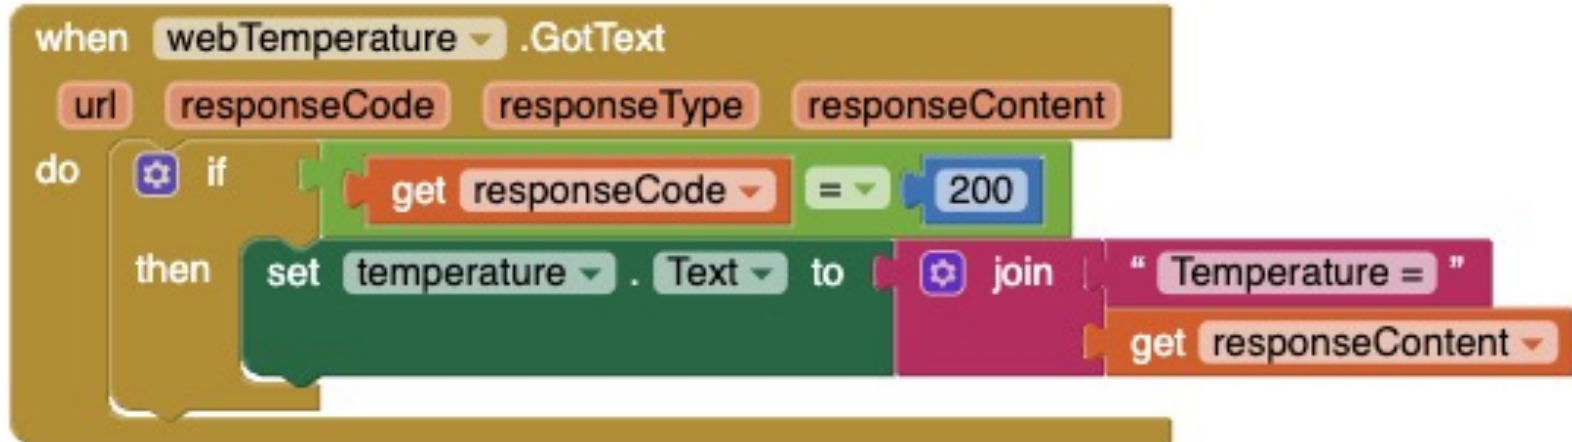 when webTemperature .GotText
url responseCode responseType responseContent
do if get responseCode = 200
then set temperature . Text to join “ Temperature = ”
get responseContent